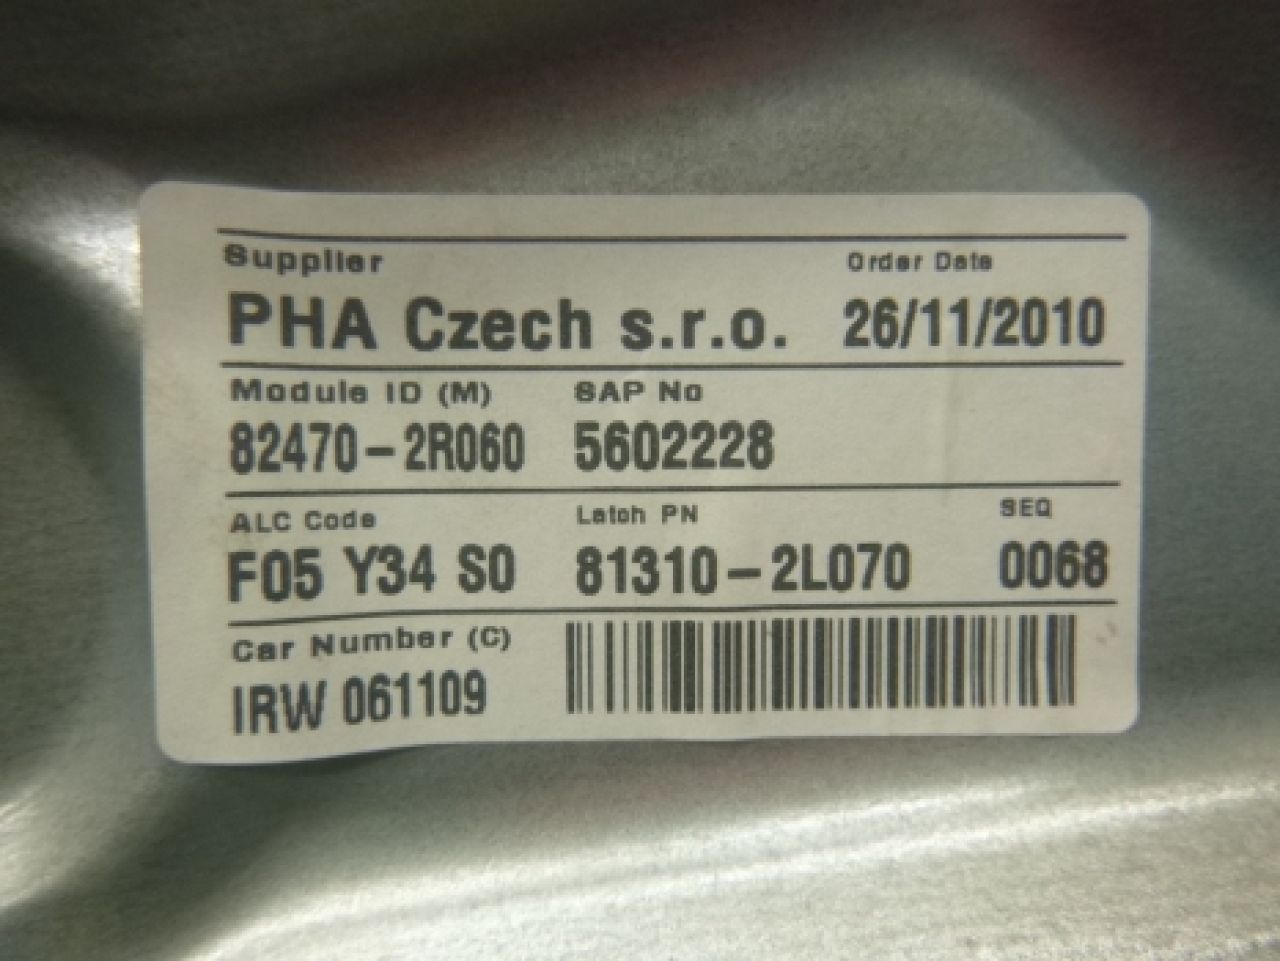 Supplier Order Date
PHA Czech s.r.o. 26/11/2010
Module ID (M) SAP No
82470-2R060 5602228
ALC Code Latch PN SEQ
F05 Y34 S0 81310-2L070 0068
Car Number (C)
IRW 061109